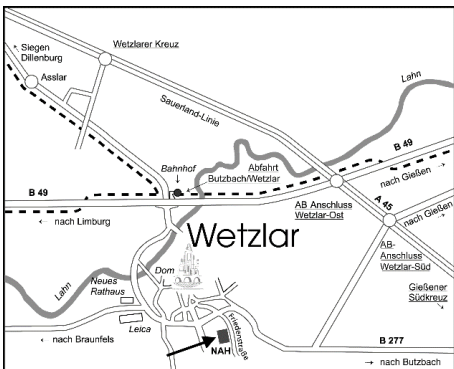 Siegen
Dillenburg
Wetzlarer Kreuz
Asslar
Lahn
Sauerland-Linie
Bahnhof
Abfahrt
Butzbach/Wetzlar
B 49
nach Gießen →
B 49
← nach Limburg
AB Anschluss
Wetzlar-Ost
A 45
nach Gießen →
Wetzlar
AB-
Anschluss
Wetzlar-Süd
Dom
Neues
Rathaus
Lahn
Gießener
Südkreuz
Leica
Friedenstraße
NAH
B 277
← nach Braunfels
→ nach Butzbach